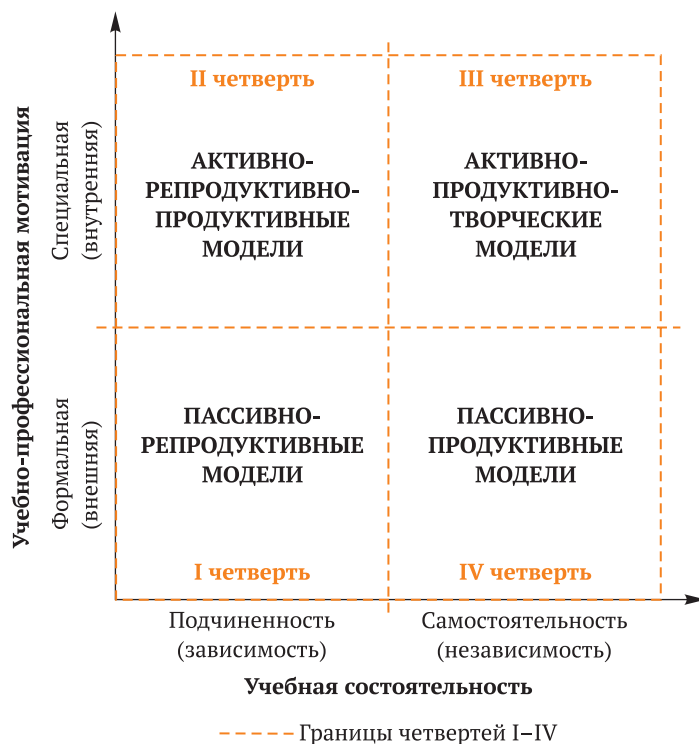 II четверть
III четверть
АКТИВНО-
РЕПРОДУКТИВНО-
ПРОДУКТИВНЫЕ
МОДЕЛИ
АКТИВНО-
ПРОДУКТИВНО-
ТВОРЧЕСКИЕ
МОДЕЛИ
Учебно-профессиональная мотивация
Специальная
(внутренняя)
Формальная
(внешняя)
ПАССИВНО-
РЕПРОДУКТИВНЫЕ
МОДЕЛИ
ПАССИВНО-
ПРОДУКТИВНЫЕ
МОДЕЛИ
I четверть
IV четверть
Подчиненность
(зависимость)
Самостоятельность
(независимость)
Учебная состоятельность
Границы четвертей I–IV